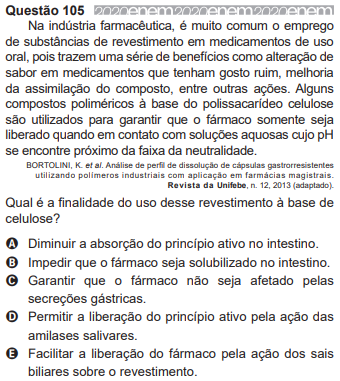 Questão 105 2020enem2020enem2020enem
Na indústria farmacêutica, é muito comum o emprego
de substâncias de revestimento em medicamentos de uso
oral, pois trazem uma série de benefícios como alteração de
sabor em medicamentos que tenham gosto ruim, melhoria
da assimilação do composto, entre outras ações. Alguns
compostos poliméricos à base do polissacarídeo celulose
são utilizados para garantir que o fármaco somente seja
liberado quando em contato com soluções aquosas cujo pH
se encontre próximo da faixa da neutralidade.
BORTOLINI, K. et al. Análise de perfil de dissolução de cápsulas gastrorresistentes
utilizando polímeros industriais com aplicação em farmácias magistrais.
Revista da Unifebe, n. 12, 2013 (adaptado).
Qual é a finalidade do uso desse revestimento à base de
celulose?
A Diminuir a absorção do princípio ativo no intestino.
B Impedir que o fármaco seja solubilizado no intestino.
C Garantir que o fármaco não seja afetado pelas
secreções gástricas.
D Permitir a liberação do princípio ativo pela ação das
amilases salivares.
E Facilitar a liberação do fármaco pela ação dos sais
biliares sobre o revestimento.